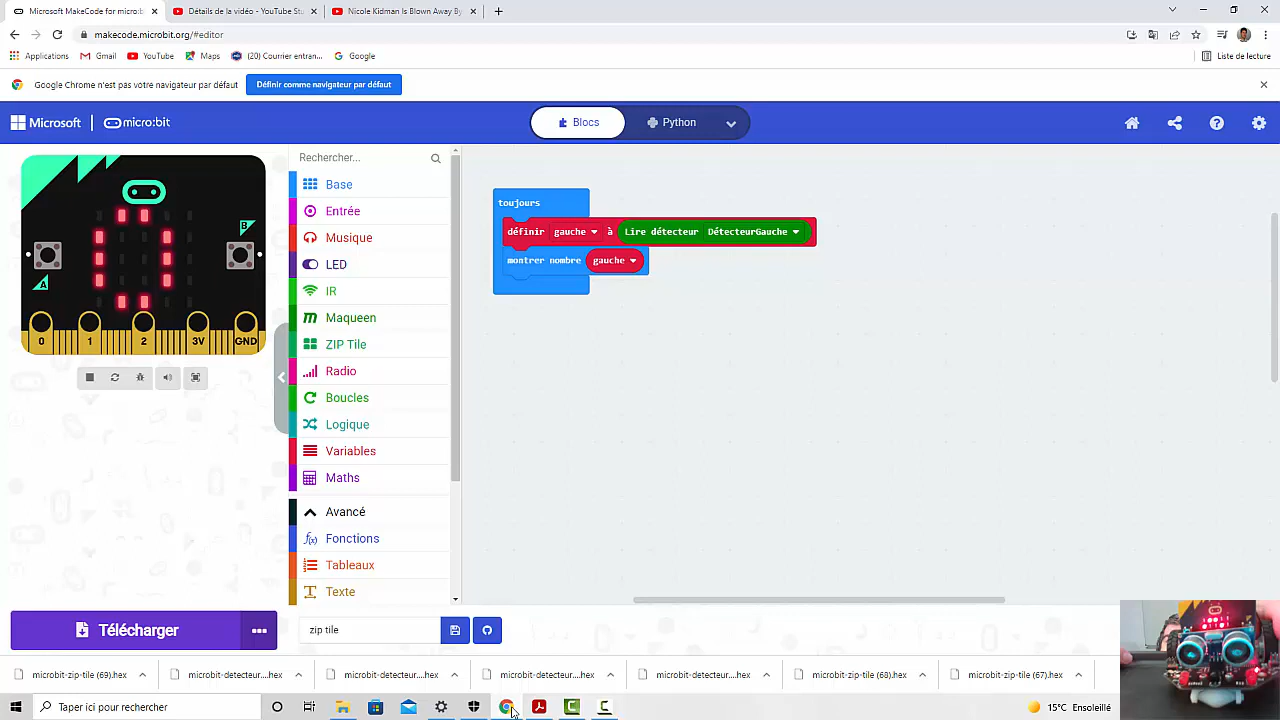 Microsoft MakeCode for micro:b
Détails de la vidéo - YouTube Stu
Nicole Kidman Is Blown Away By
makecode.microbit.org/#editor
Applications
Gmail
YouTube
Maps
(20) Courrier entran...
Google
Liste de lecture
Google Chrome n'est pas votre navigateur par défaut
Définir comme navigateur par défaut
Microsoft
micro:bit
Blocs
Python
A
B
0 1 2 3V GND
Rechercher...
Base
Entrée
Musique
LED
IR
Maqueen
ZIP Tile
Radio
Boucles
Logique
Variables
Maths
Avancé
Fonctions
Tableaux
Texte
toujours
définir gauche à Lire détecteur DétecteurGauche
montrer nombre gauche
Télécharger
zip tile
microbit-zip-tile (69).hex
microbit-detecteur....hex
microbit-detecteur....hex
microbit-detecteur....hex
microbit-detecteur....hex
microbit-zip-tile (68).hex
microbit-zip-tile (67).hex
Taper ici pour rechercher
15°C Ensoleillé